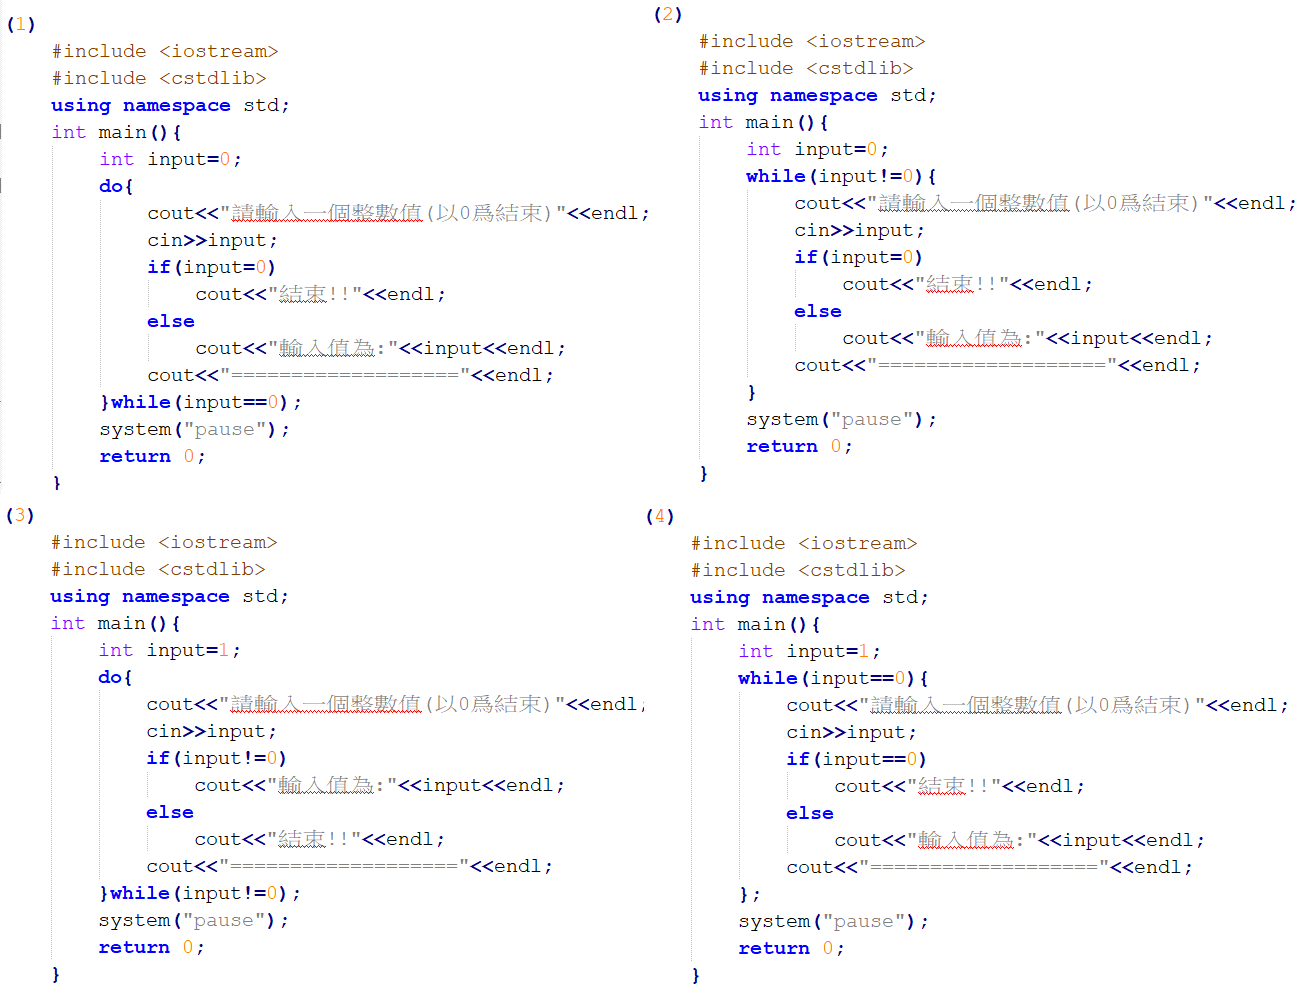 (1)
#include <iostream>
#include <cstdlib>
using namespace std;
int main(){
    int input=0;
    do{
        cout<<"請輸入一個整數值(以0爲結束)"<<endl;
        cin>>input;
        if(input=0)
            cout<<"結束!!"<<endl;
        else
            cout<<"輸入值為:"<<input<<endl;
        cout<<"==================="<<endl;
    }while(input==0);
    system("pause");
    return 0;
}
(2)
#include <iostream>
#include <cstdlib>
using namespace std;
int main(){
    int input=0;
    while(input!=0){
        cout<<"請輸入一個整數值(以0爲結束)"<<endl;
        cin>>input;
        if(input=0)
            cout<<"結束!!"<<endl;
        else
            cout<<"輸入值為:"<<input<<endl;
        cout<<"==================="<<endl;
    }
    system("pause");
    return 0;
}
(3)
#include <iostream>
#include <cstdlib>
using namespace std;
int main(){
    int input=1;
    do{
        cout<<"請輸入一個整數值(以0爲結束)"<<endl;
        cin>>input;
        if(input!=0)
            cout<<"輸入值為:"<<input<<endl;
        else
            cout<<"結束!!"<<endl;
        cout<<"==================="<<endl;
    }while(input!=0);
    system("pause");
    return 0;
}
(4)
#include <iostream>
#include <cstdlib>
using namespace std;
int main(){
    int input=1;
    while(input==0){
        cout<<"請輸入一個整數值(以0爲結束)"<<endl;
        cin>>input;
        if(input==0)
            cout<<"結束!!"<<endl;
        else
            cout<<"輸入值為:"<<input<<endl;
        cout<<"==================="<<endl;
    };
    system("pause");
    return 0;
}